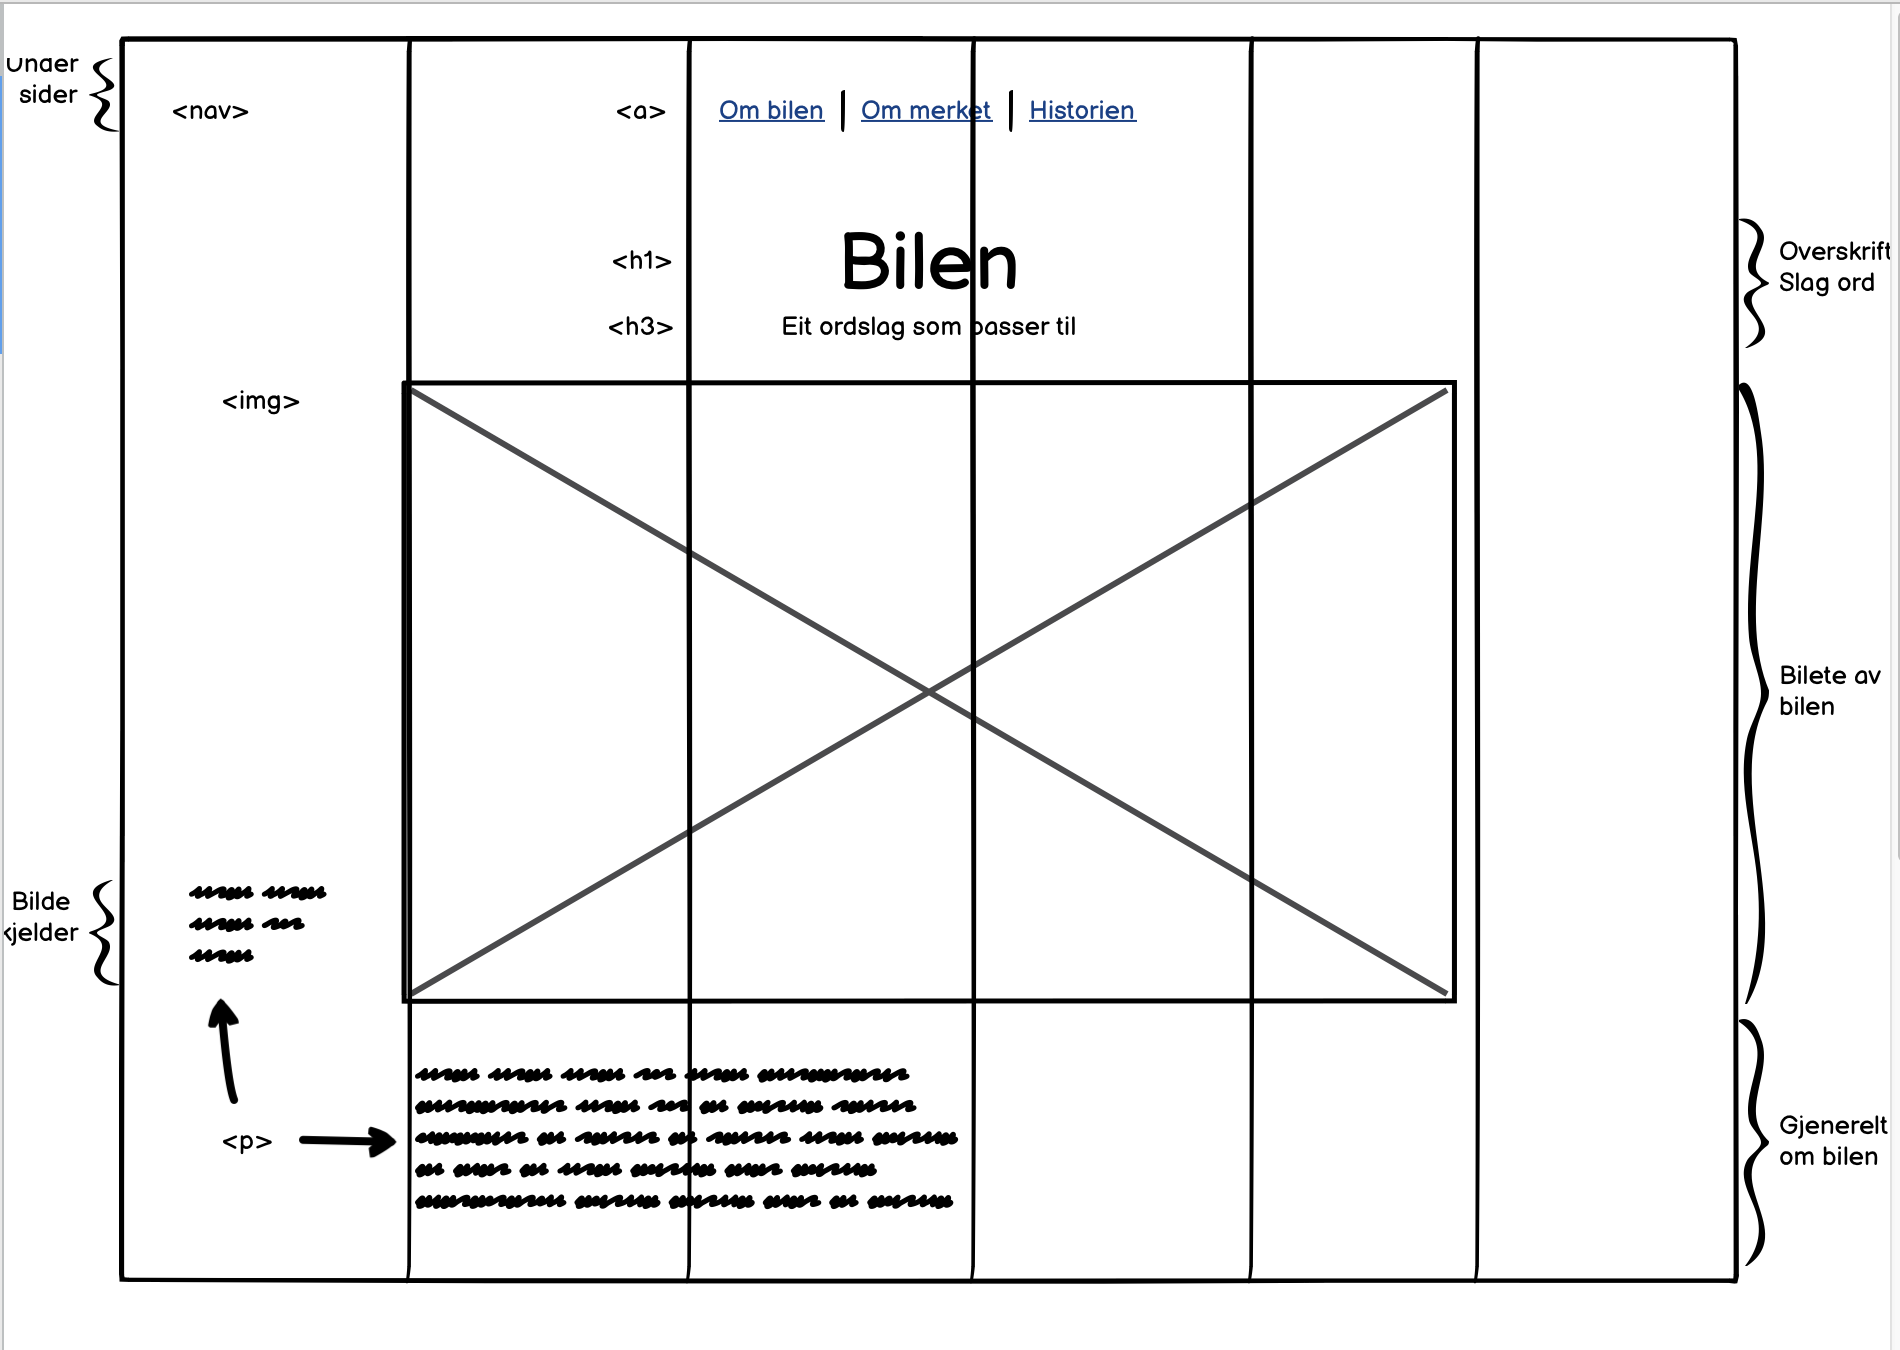 Under
sider
<nav>
<a>
Om bilen | Om merket | Historien
<h1>
Bilen
Overskrift
Slag ord
<h3>
Eit ordslag som passer til
<img>
Bilete av
bilen
Bilde
kjelder
<p>
Gjenerelt
om bilen